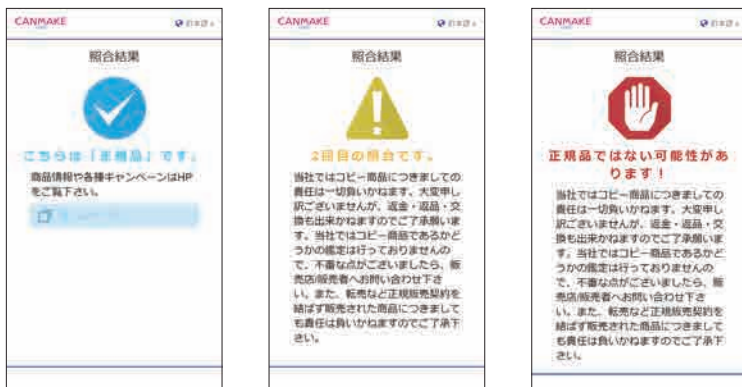 CANMAKE
日本語
照合結果
こちらは「正規品」です。
商品情報や各種キャンペーンはHP
をご覧下さい。
CANMAKE
日本語
照合結果
2回目の照合です。
当社ではコピー商品につきましての
責任は一切負いかねます。大変申し
訳ございませんが、返金・返品・交
換も出来かねますのでご了承願いま
す。当社ではコピー商品であるかど
うかの鑑定は行っておりませんの
で、不審な点がございましたら、販
売店/販売者へお問い合わせ下さ
い。また、転売など正規販売契約を
結ばず販売された商品につきまして
も責任は負いかねますのでご了承下
さい。
CANMAKE
日本語
照合結果
正規品ではない可能性があ
ります！
当社ではコピー商品につきましての
責任は一切負いかねます。大変申し
訳ございませんが、返金・返品・交
換も出来かねますのでご了承願いま
す。当社ではコピー商品であるかど
うかの鑑定は行っておりませんの
で、不審な点がございましたら、販
売店/販売者へお問い合わせ下さ
い。また、転売など正規販売契約を
結ばず販売された商品につきまして
も責任は負いかねますのでご了承下
さい。